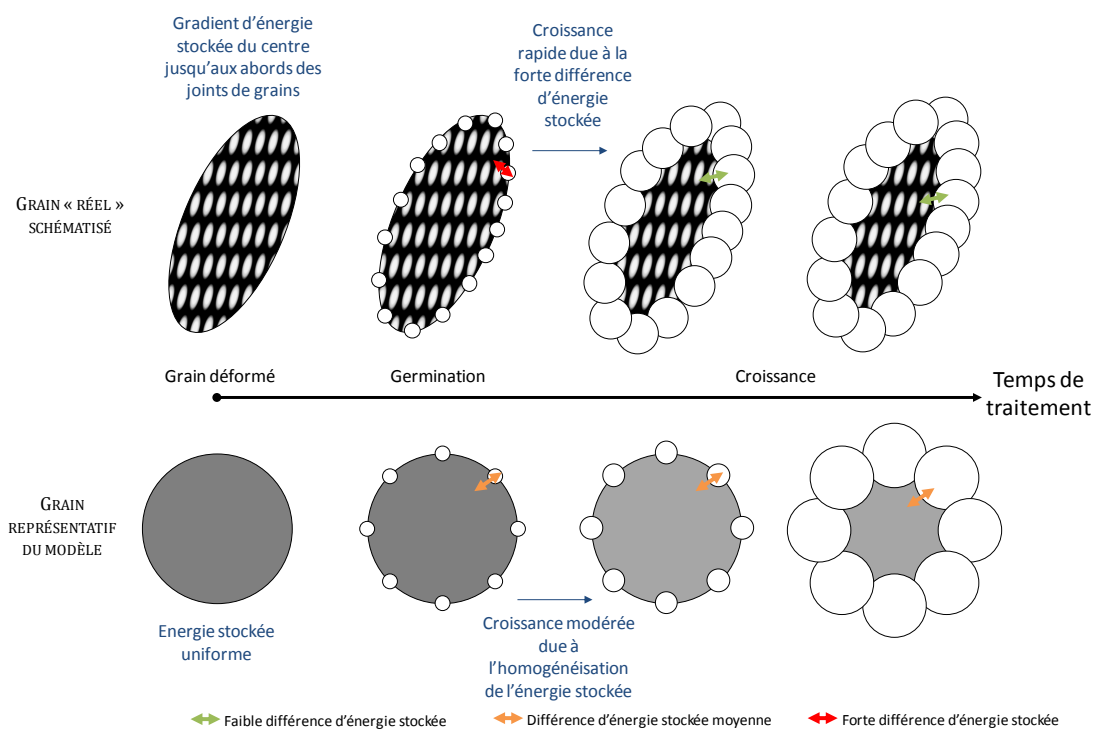 Gradient d'énergie
stockée du centre
jusqu'aux abords des
joints de grains
Croissance
rapide due à la
forte différence
d'énergie
stockée
GRAIN « RÉEL »
SCHÉMATISÉ
Grain déformé
Germination
Croissance
Temps de
traitement
GRAIN
REPRÉSENTATIF
DU MODÈLE
Energie stockée
uniforme
Croissance modérée
due à
l'homogénéisation
de l'énergie stockée
Faible différence d'énergie stockée
Différence d'énergie stockée moyenne
Forte différence d'énergie stockée